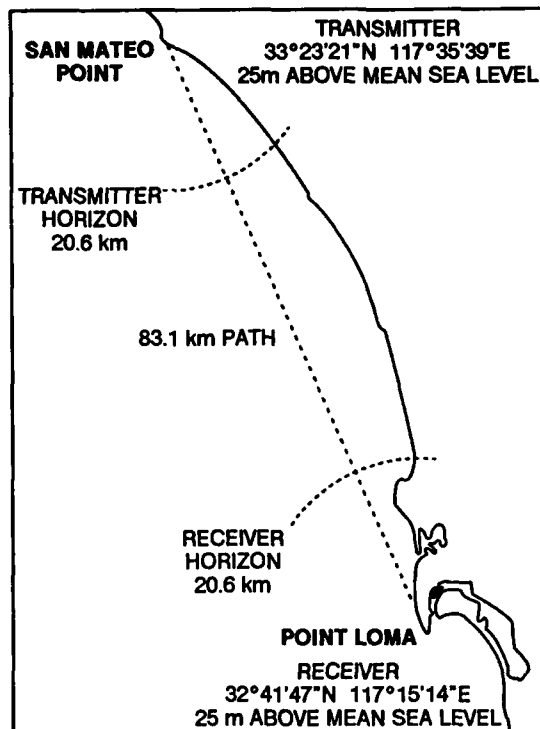 SAN MATEO
POINT
TRANSMITTER
33°23'21"N 117°35'39"E
25m ABOVE MEAN SEA LEVEL
TRANSMITTER
HORIZON
20.6 km
83.1 km PATH
RECEIVER
HORIZON
20.6 km
POINT LOMA
RECEIVER
32°41'47"N 117°15'14"E
25 m ABOVE MEAN SEA LEVEL